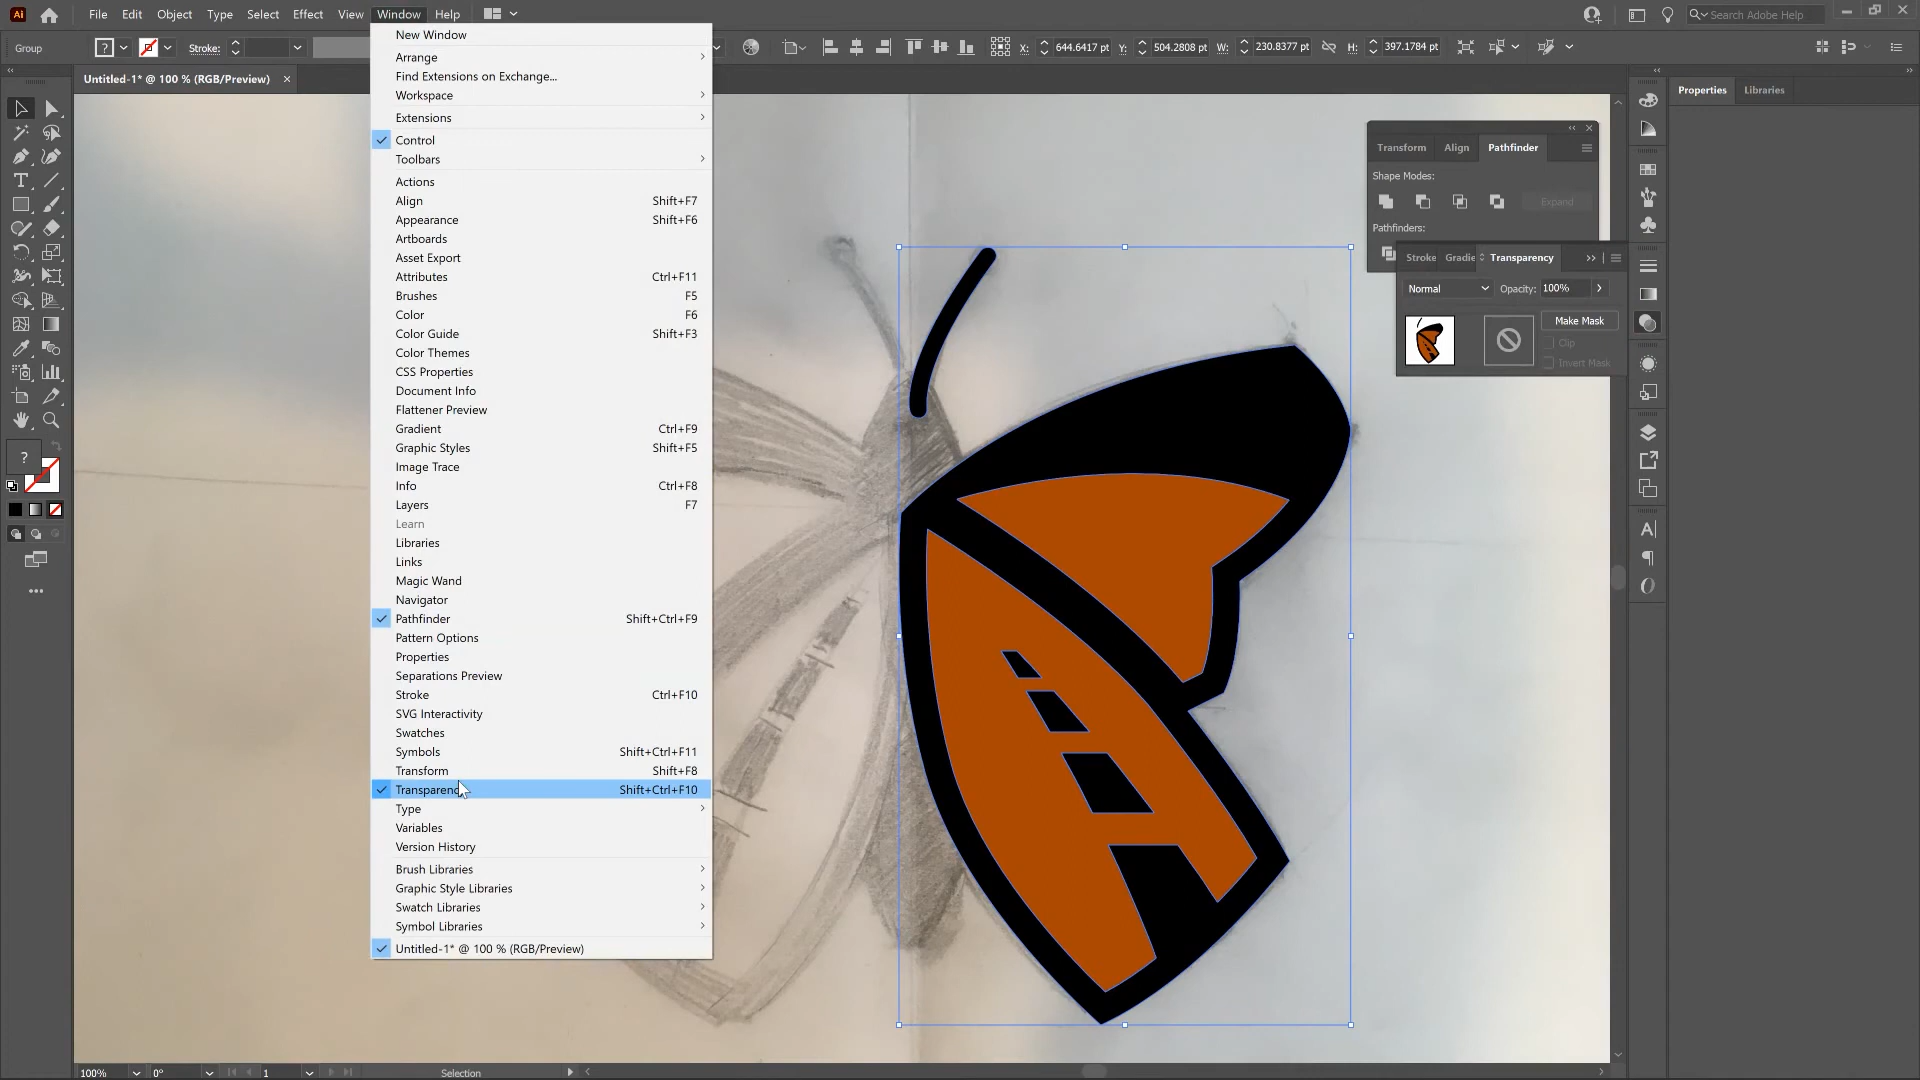 Ai File Edit Object Type Select Effect View Window Help Search Adobe Help
Group ? Stroke: X: 644.6417 pt Y: 504.2808 pt W: 230.8377 pt H: 397.1784 pt
Untitled-1* @ 100 % (RGB/Preview) ×
New Window
Arrange
Find Extensions on Exchange...
Workspace
Extensions
Control
Toolbars
Actions
Align Shift+F7
Appearance Shift+F6
Artboards
Asset Export
Attributes Ctrl+F11
Brushes F5
Color F6
Color Guide Shift+F3
Color Themes
CSS Properties
Document Info
Flattener Preview
Gradient Ctrl+F9
Graphic Styles Shift+F5
Image Trace
Info Ctrl+F8
Layers F7
Learn
Libraries
Links
Magic Wand
Navigator
Pathfinder Shift+Ctrl+F9
Pattern Options
Properties
Separations Preview
Stroke Ctrl+F10
SVG Interactivity
Swatches
Symbols Shift+Ctrl+F11
Transform Shift+F8
Transparency Shift+Ctrl+F10
Type
Variables
Version History
Brush Libraries
Graphic Style Libraries
Swatch Libraries
Symbol Libraries
Untitled-1* @ 100 % (RGB/Preview)
Transform Align Pathfinder
Shape Modes:
Expand
Pathfinders:
Stroke Gradie Transparency
Normal Opacity: 100%
Make Mask
Clip
Invert Mask
Properties Libraries
?
100% 0° 1 Selection